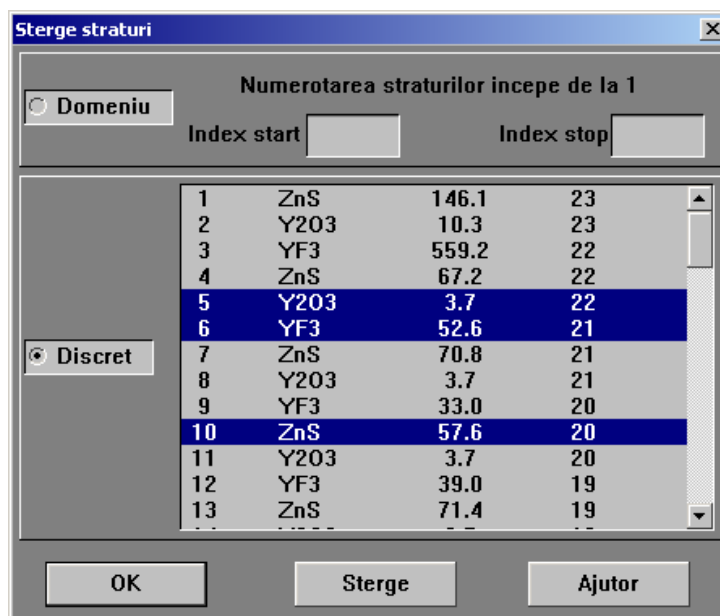 Sterge straturi
Domeniu
Numerotarea straturilor incepe de la 1
Index start
Index stop
Discret
1 ZnS 146.1 23
2 Y2O3 10.3 23
3 YF3 559.2 22
4 ZnS 67.2 22
5 Y2O3 3.7 22
6 YF3 52.6 21
7 ZnS 70.8 21
8 Y2O3 3.7 21
9 YF3 33.0 20
10 ZnS 57.6 20
11 Y2O3 3.7 20
12 YF3 39.0 19
13 ZnS 71.4 19
OK Sterge Ajutor